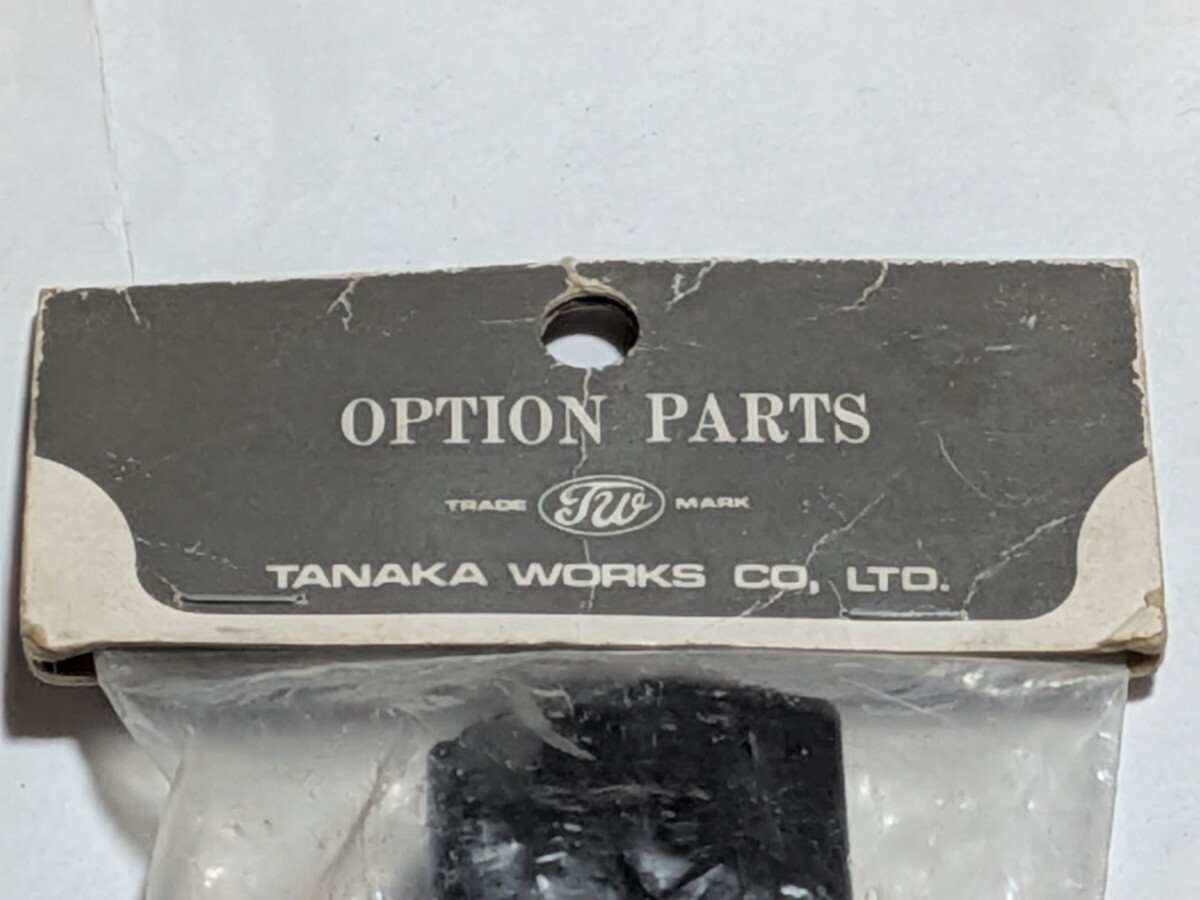 OPTION PARTS
TRADE TW MARK
TANAKA WORKS CO, LTD.